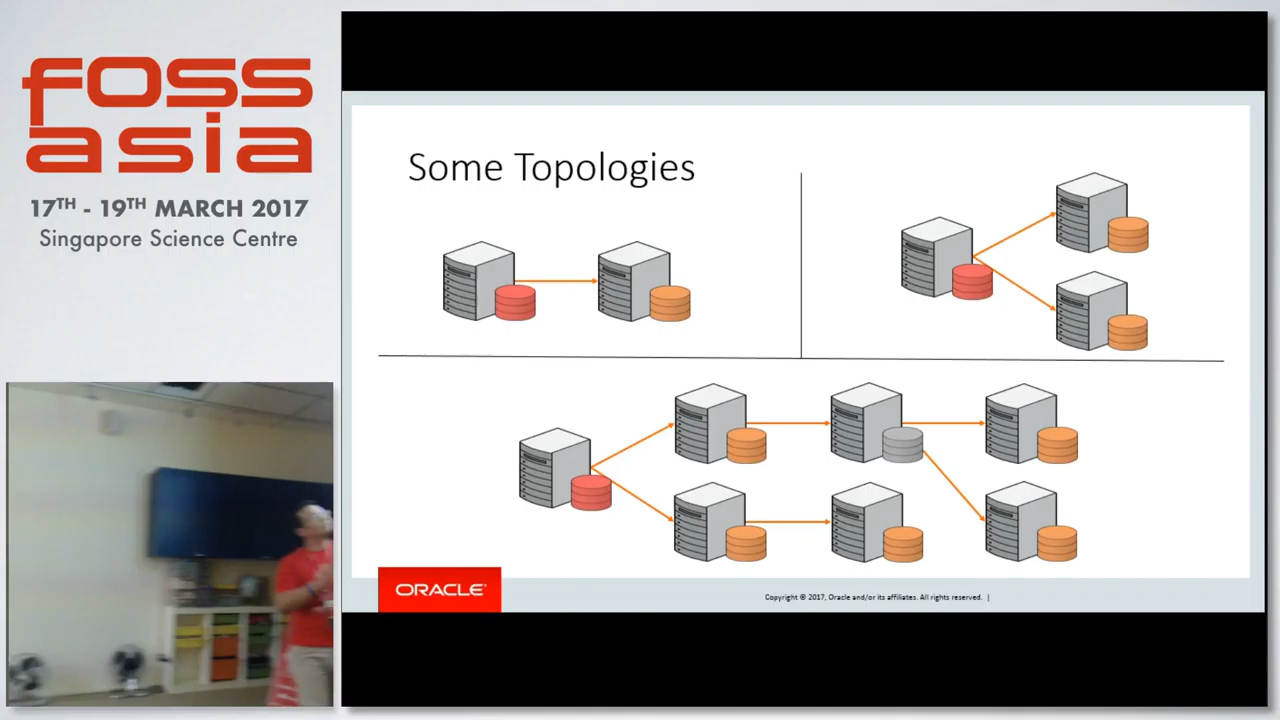 foss
asia
17TH - 19TH MARCH 2017
Singapore Science Centre
Some Topologies
ORACLE
Copyright © 2017, Oracle and/or its affiliates. All rights reserved. |